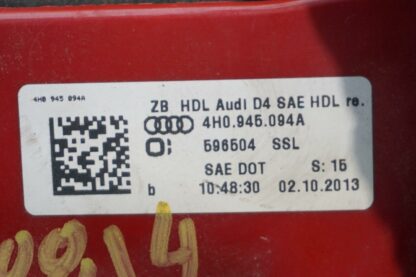 4H0 945 094A
ZB HDL Audi D4 SAE HDL re.
4H0.945.094A
596504 SSL
SAE DOT S: 15
b 10:48:30 02.10.2013